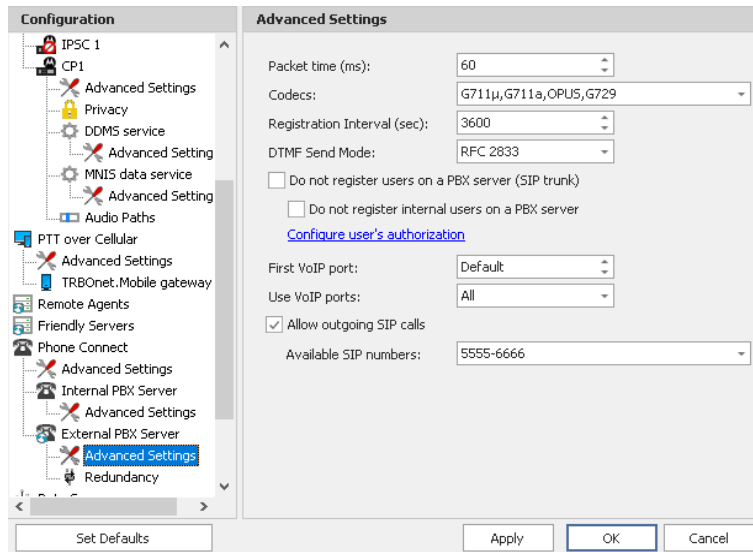 Configuration
IPSC 1
CP1
Advanced Settings
Privacy
DDMS service
Advanced Setting
MNIS data service
Advanced Setting
Audio Paths
PTT over Cellular
Advanced Settings
TRBOnet.Mobile gateway
Remote Agents
Friendly Servers
Phone Connect
Advanced Settings
Internal PBX Server
Advanced Settings
External PBX Server
Advanced Settings
Redundancy
Set Defaults
Advanced Settings
Packet time (ms): 60
Codecs: G711µ,G711a,OPUS,G729
Registration Interval (sec): 3600
DTMF Send Mode: RFC 2833
Do not register users on a PBX server (SIP trunk)
Do not register internal users on a PBX server
Configure user's authorization
First VoIP port: Default
Use VoIP ports: All
Allow outgoing SIP calls
Available SIP numbers: 5555-6666
Apply OK Cancel